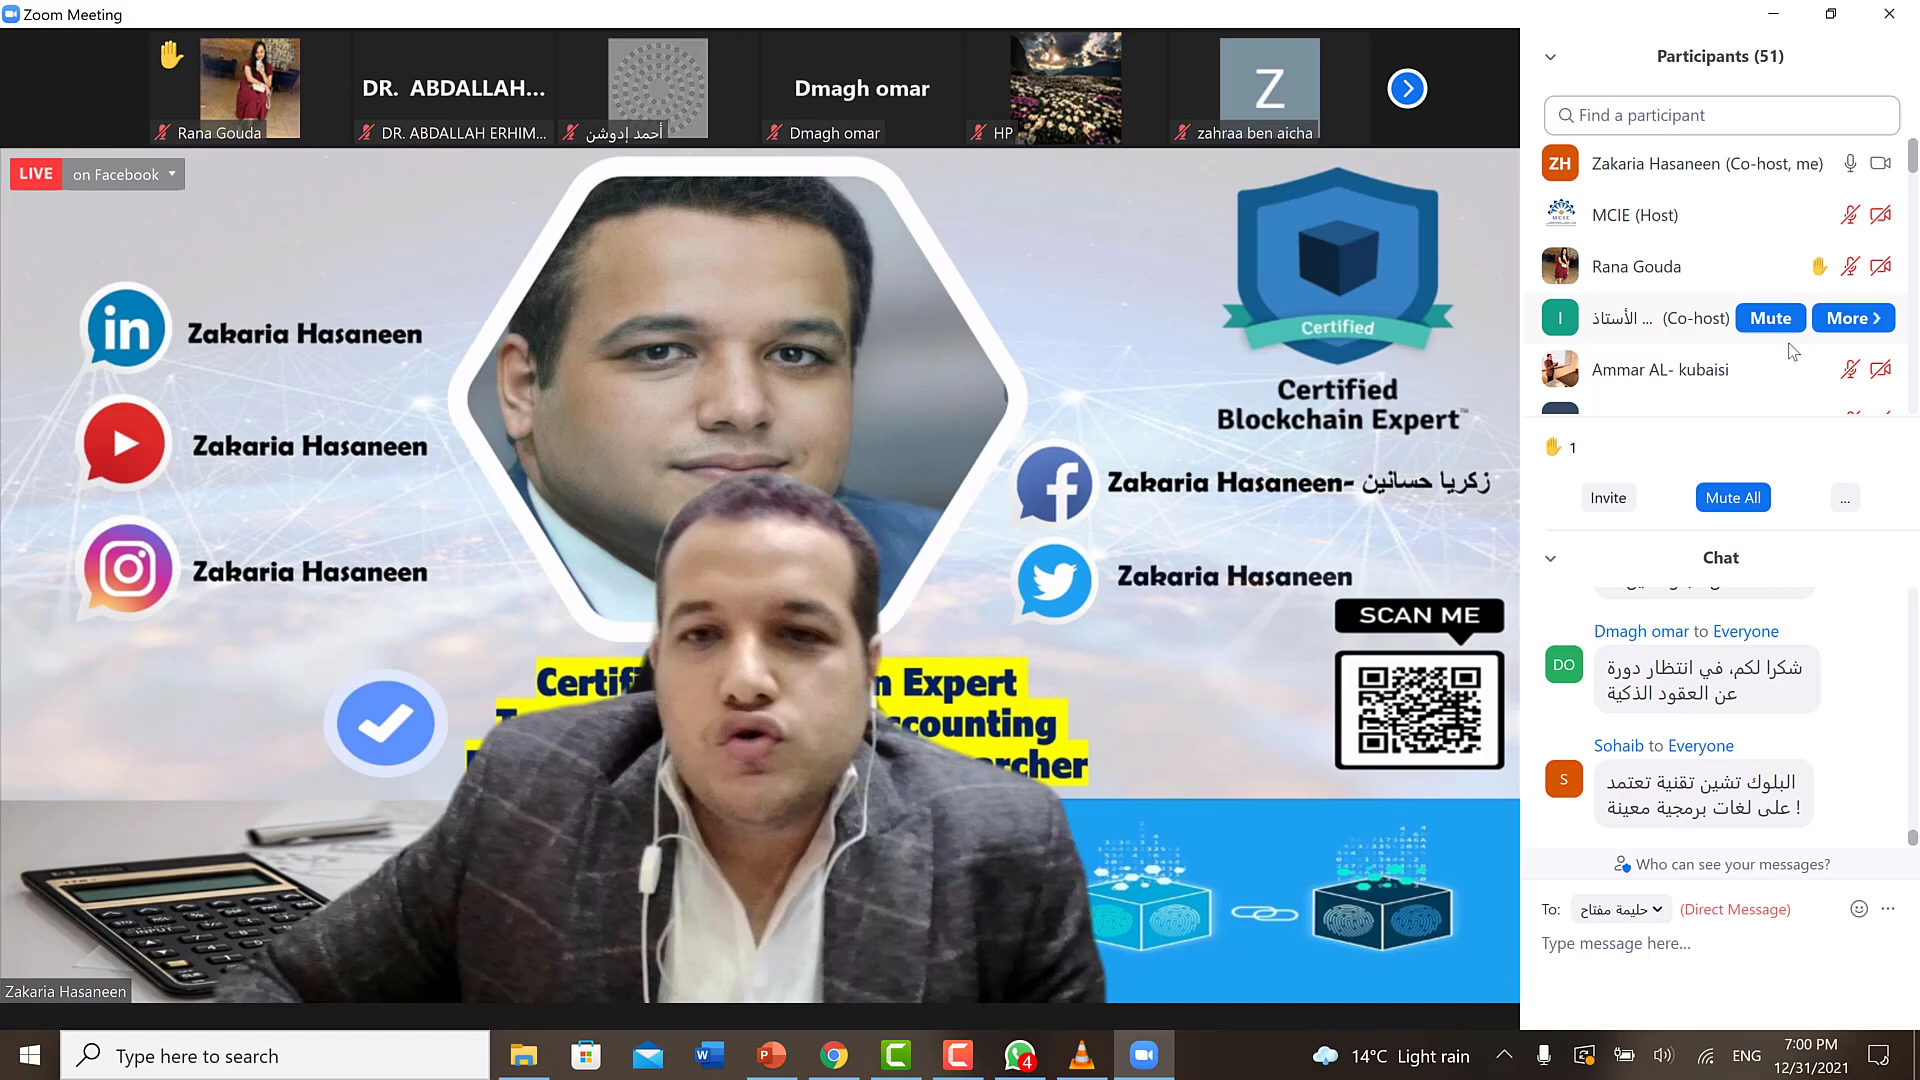 Zoom Meeting
Rana Gouda
DR. ABDALLAH...
DR. ABDALLAH ERHIM...
أحمد إدوشن
Dmagh omar
Dmagh omar
HP
Z
zahraa ben aicha
LIVE
on Facebook
in
Zakaria Hasaneen
Zakaria Hasaneen
Zakaria Hasaneen
Certified
Certified
Blockchain Expert™
Zakaria Hasaneen- زكريا حسانين
Zakaria Hasaneen
SCAN ME
Expert
Zakaria Hasaneen
Participants (51)
Find a participant
ZH
Zakaria Hasaneen (Co-host, me)
MCIE (Host)
Rana Gouda
I
الأستاذ ... (Co-host)
Mute
More
Ammar AL- kubaisi
1
Invite
Mute All
...
Chat
Dmagh omar to Everyone
DO
شكرا لكم، في انتظار دورة
عن العقود الذكية
Sohaib to Everyone
S
البلوك تشين تقنية تعتمد
على لغات برمجية معينة !
Who can see your messages?
To:
حليمة مفتاح
(Direct Message)
Type message here...
Type here to search
4
14°C Light rain
ENG
7:00 PM
12/31/2021